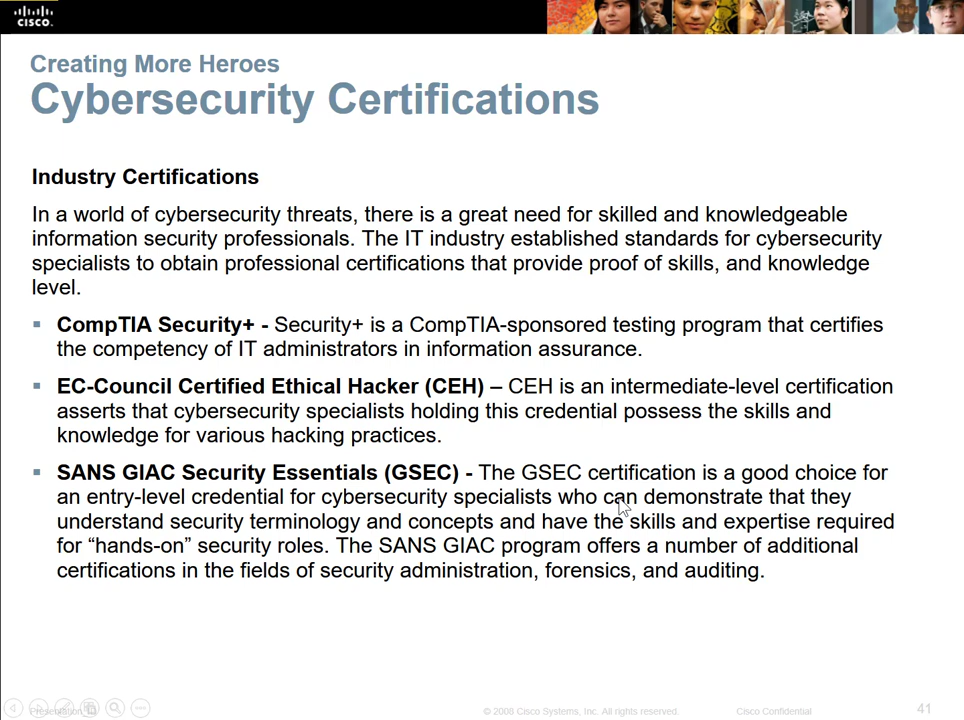 CISCO.
Creating More Heroes
Cybersecurity Certifications
Industry Certifications
In a world of cybersecurity threats, there is a great need for skilled and knowledgeable
information security professionals. The IT industry established standards for cybersecurity
specialists to obtain professional certifications that provide proof of skills, and knowledge
level.
▪ CompTIA Security+ - Security+ is a CompTIA-sponsored testing program that certifies
the competency of IT administrators in information assurance.
▪ EC-Council Certified Ethical Hacker (CEH) – CEH is an intermediate-level certification
asserts that cybersecurity specialists holding this credential possess the skills and
knowledge for various hacking practices.
▪ SANS GIAC Security Essentials (GSEC) - The GSEC certification is a good choice for
an entry-level credential for cybersecurity specialists who can demonstrate that they
understand security terminology and concepts and have the skills and expertise required
for “hands-on” security roles. The SANS GIAC program offers a number of additional
certifications in the fields of security administration, forensics, and auditing.
© 2008 Cisco Systems, Inc. All rights reserved.
Cisco Confidential
41